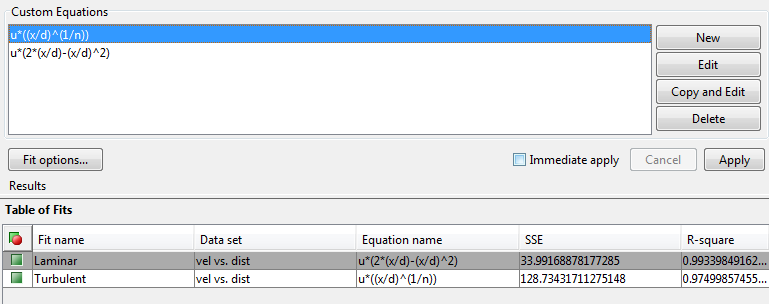 Custom Equations
u*((x/d)^(1/n))
u*(2*(x/d)-(x/d)^2)
New
Edit
Copy and Edit
Delete
Fit options...
Immediate apply
Cancel
Apply
Results
Table of Fits
Fit name Data set Equation name SSE R-square
Laminar vel vs. dist u*(2*(x/d)-(x/d)^2) 33.99168878177285 0.99339849162...
Turbulent vel vs. dist u*((x/d)^(1/n)) 128.73431711275148 0.97499857455...